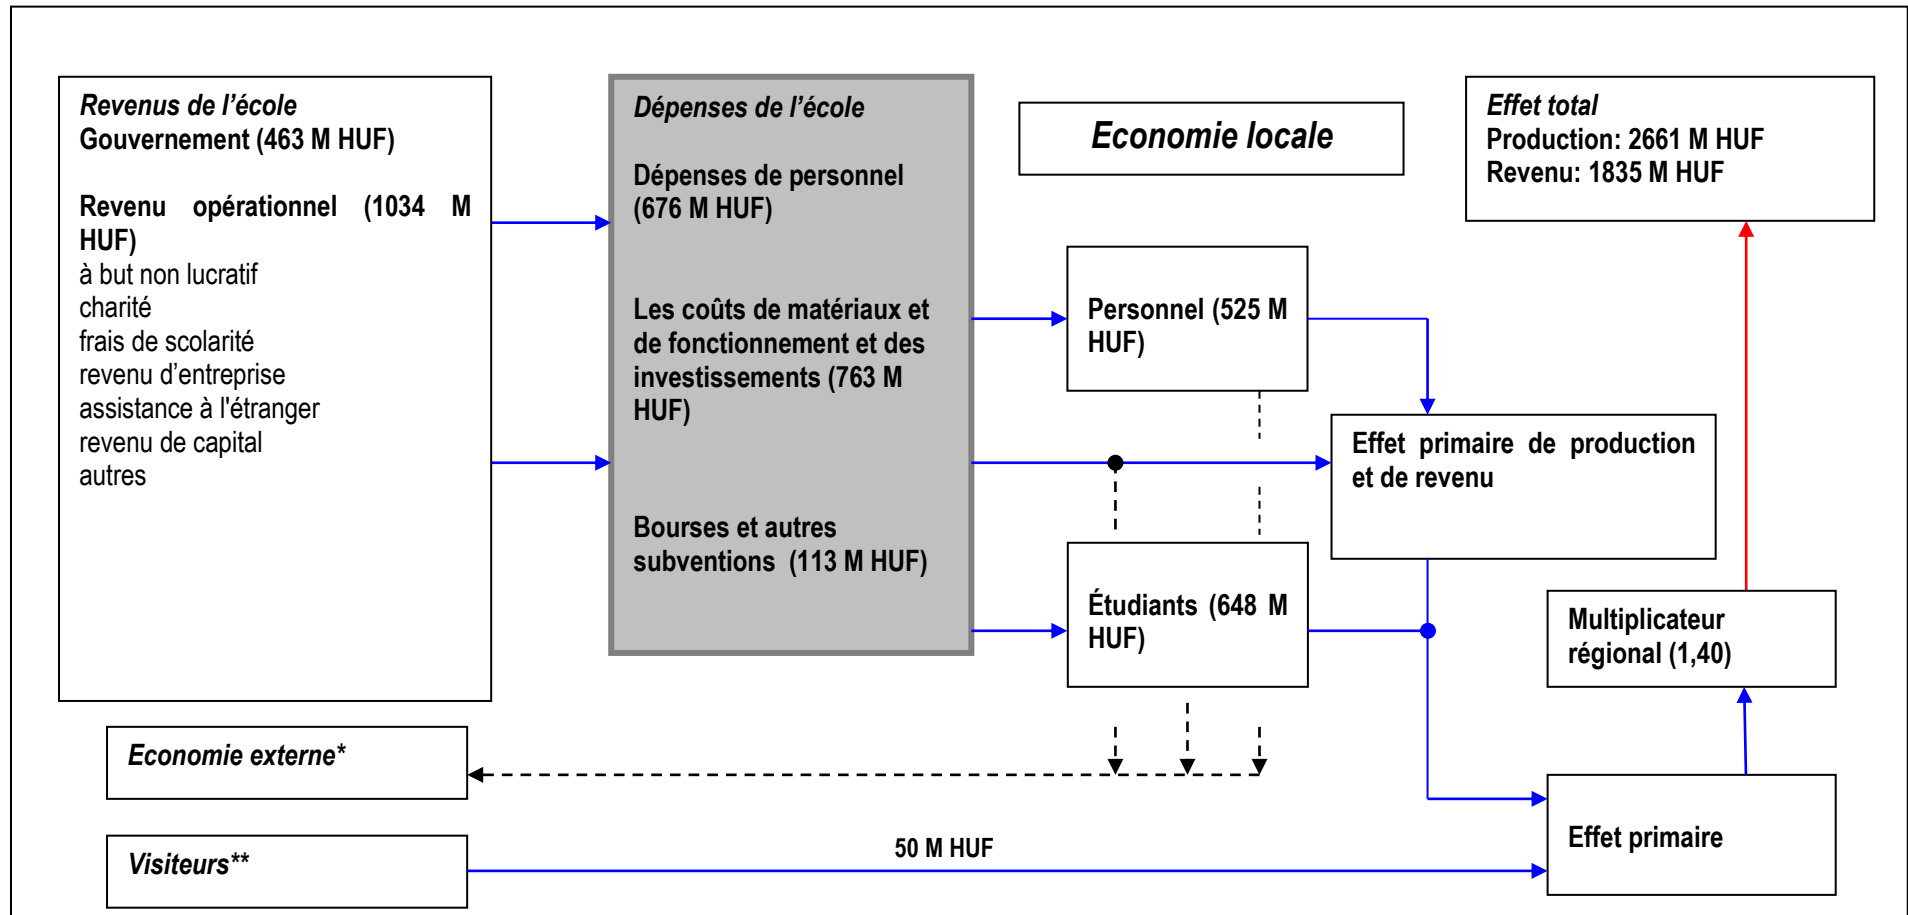 Revenus de l'école
Gouvernement (463 M HUF)
Revenu opérationnel (1034 M
HUF)
à but non lucratif
charité
frais de scolarité
revenu d'entreprise
assistance à l'étranger
revenu de capital
autres
Dépenses de l'école
Dépenses de personnel
(676 M HUF)
Les coûts de matériaux et
de fonctionnement et des
investissements (763 M
HUF)
Bourses et autres
subventions (113 M HUF)
Economie locale
Effet total
Production: 2661 M HUF
Revenu: 1835 M HUF
Personnel (525 M
HUF)
Effet primaire de production
et de revenu
Étudiants (648 M
HUF)
Multiplicateur
régional (1,40)
Economie externe*
Visiteurs**
50 M HUF
Effet primaire